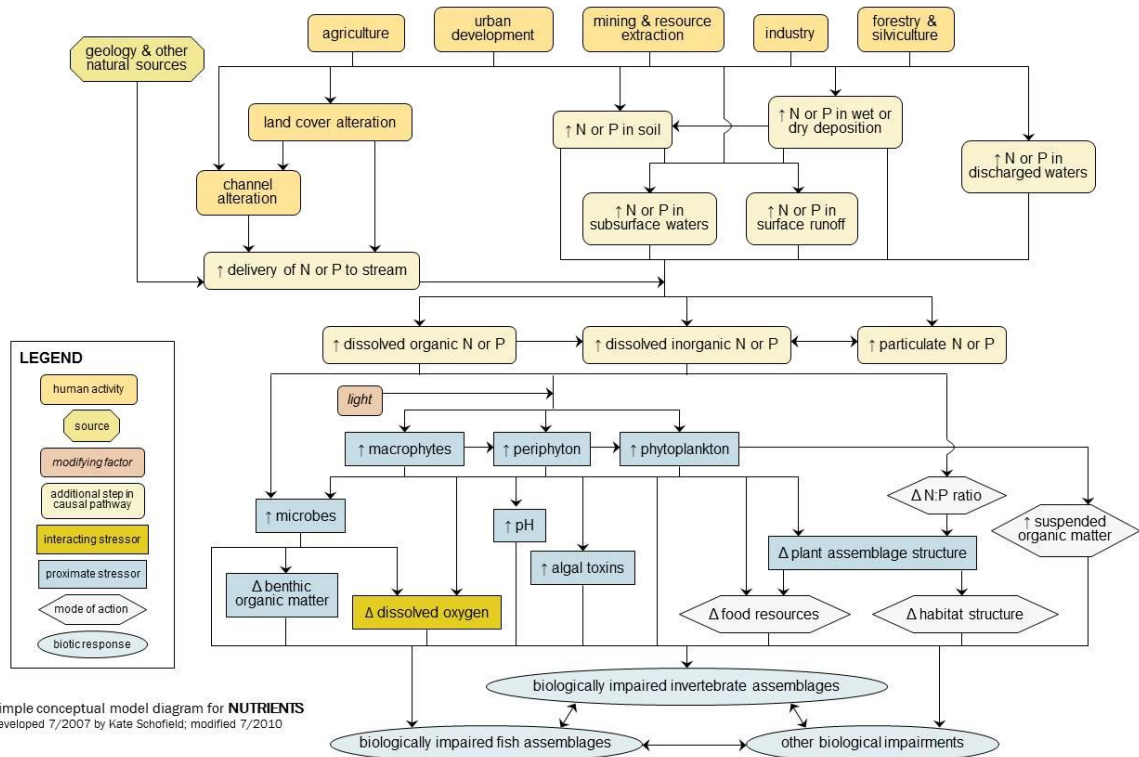 agriculture
urban
development
mining & resource
extraction
industry
forestry &
silviculture
geology & other
natural sources
land cover alteration
↑ N or P in soil
↑ N or P in wet or
dry deposition
channel
alteration
↑ N or P in
discharged waters
↑ N or P in
subsurface waters
↑ N or P in
surface runoff
↑ delivery of N or P to stream
↑ dissolved organic N or P
↑ dissolved inorganic N or P
↑ particulate N or P
light
↑ macrophytes
↑ periphyton
↑ phytoplankton
Δ N:P ratio
↑ microbes
↑ pH
↑ suspended
organic matter
Δ plant assemblage structure
↑ algal toxins
Δ benthic
organic matter
Δ dissolved oxygen
Δ food resources
Δ habitat structure
biologically impaired invertebrate assemblages
biologically impaired fish assemblages
other biological impairments
LEGEND
human activity
source
modifying factor
additional step in
causal pathway
interacting stressor
proximate stressor
mode of action
biotic response
imple conceptual model diagram for NUTRIENTS
eveloped 7/2007 by Kate Schofield; modified 7/2010